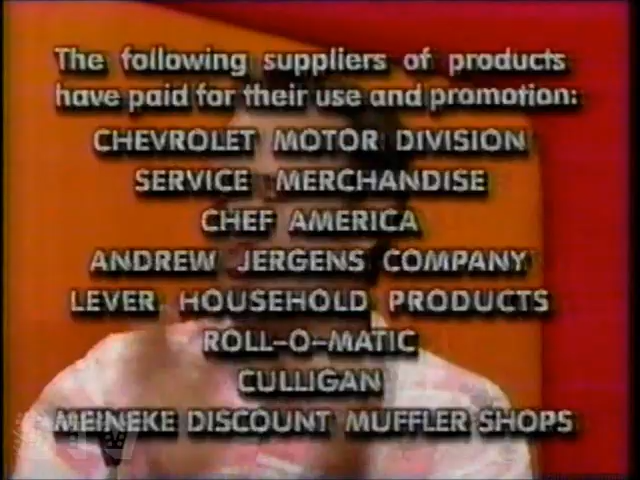 The following suppliers of products
have paid for their use and promotion:
CHEVROLET MOTOR DIVISION
SERVICE MERCHANDISE
CHEF AMERICA
ANDREW JERGENS COMPANY
LEVER HOUSEHOLD PRODUCTS
ROLL-O-MATIC
CULLIGAN
MEINEKE DISCOUNT MUFFLER SHOPS